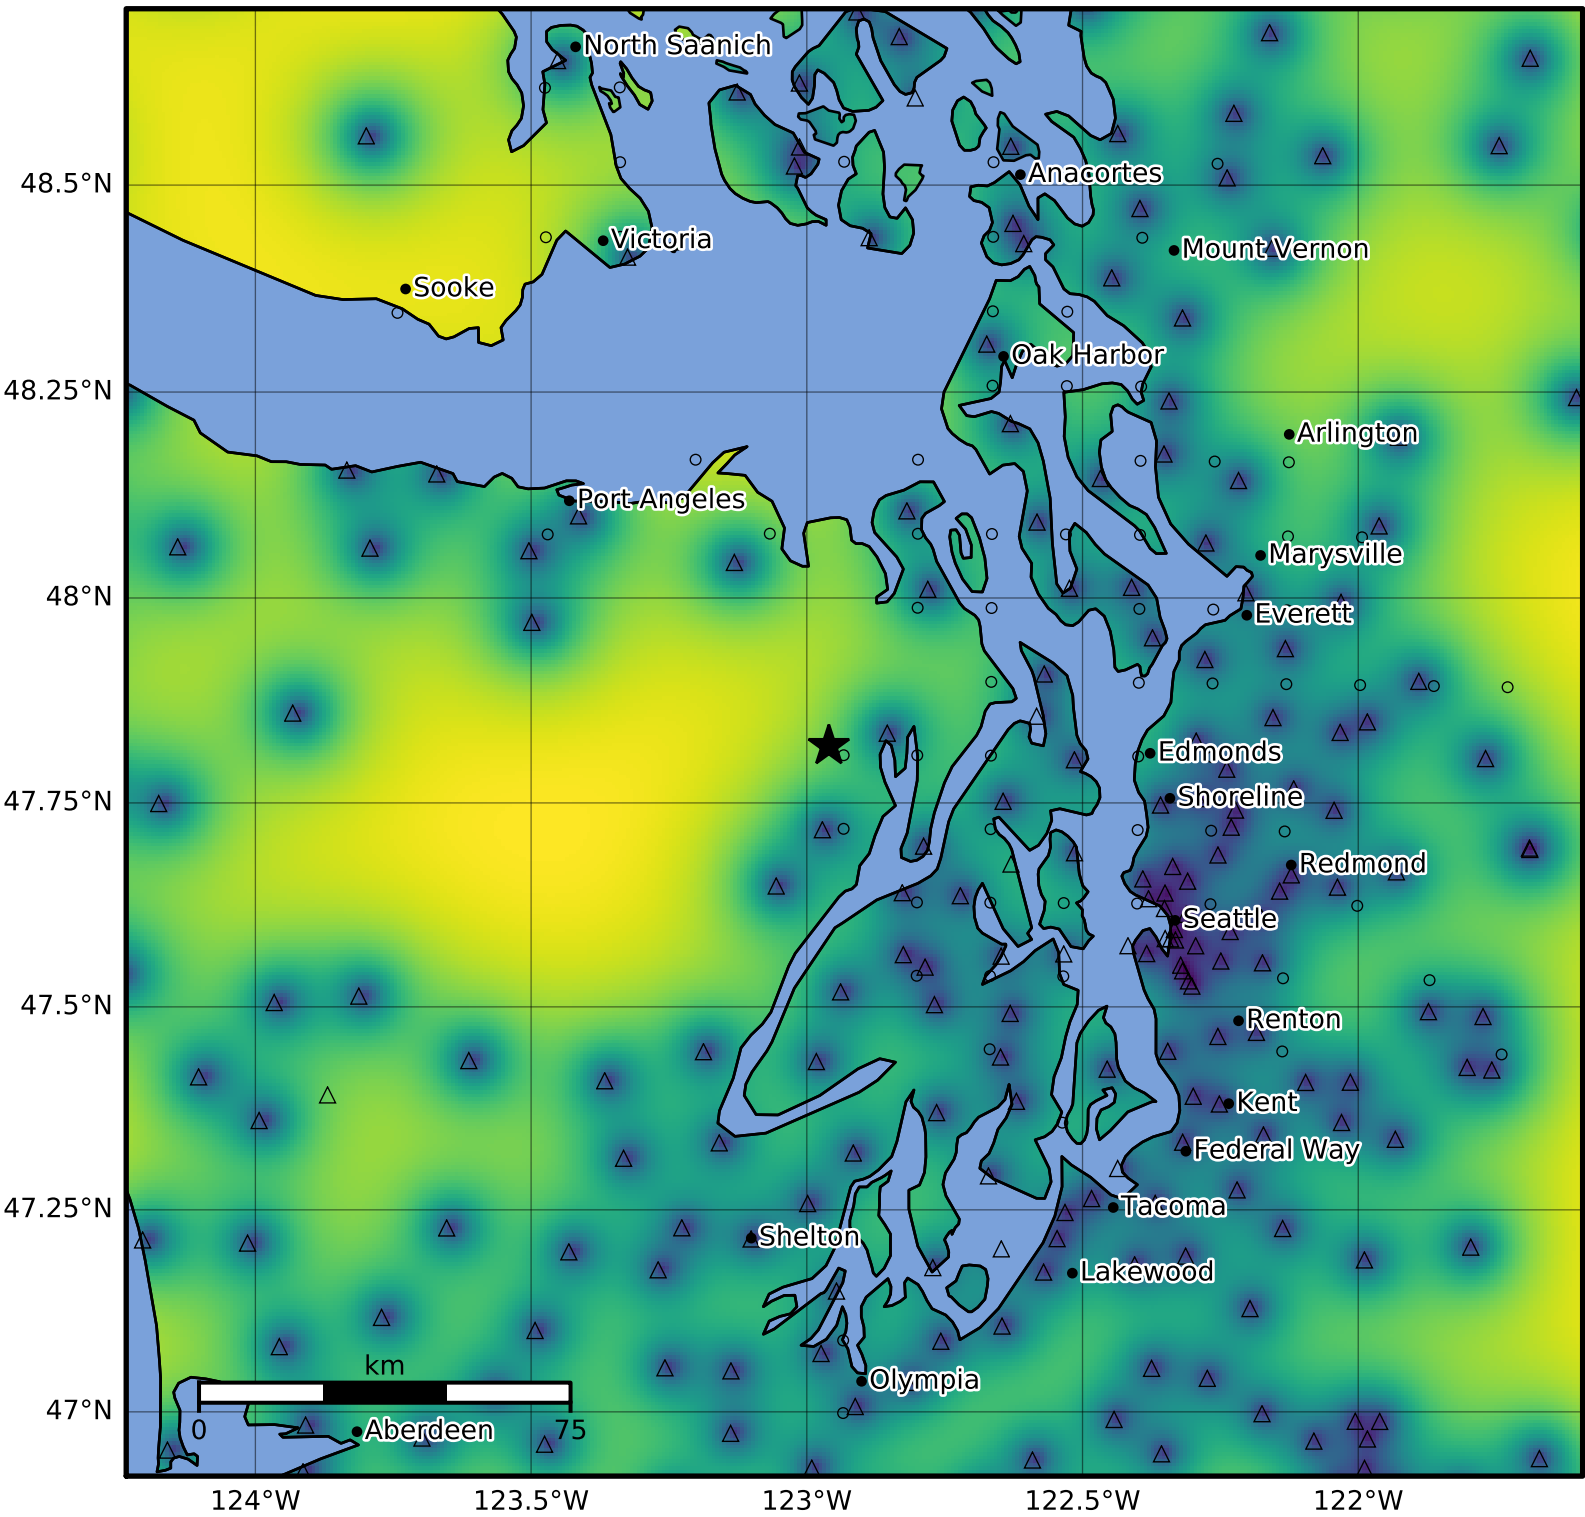 North Saanich
Anacortes
48.5°N
Victoria
Mount Vernon
Sooke
Oak Harbor
48.25°N
Arlington
Port Angeles
Marysville
48°N
Everett
Edmonds
47.75°N
Shoreline
Redmond
Seattle
47.5°N
Renton
Kent
Federal Way
47.25°N
Tacoma
Shelton
Lakewood
km
Olympia
47°N
0
Aberdeen
75
124°W
123.5°W
123°W
122.5°W
122°W